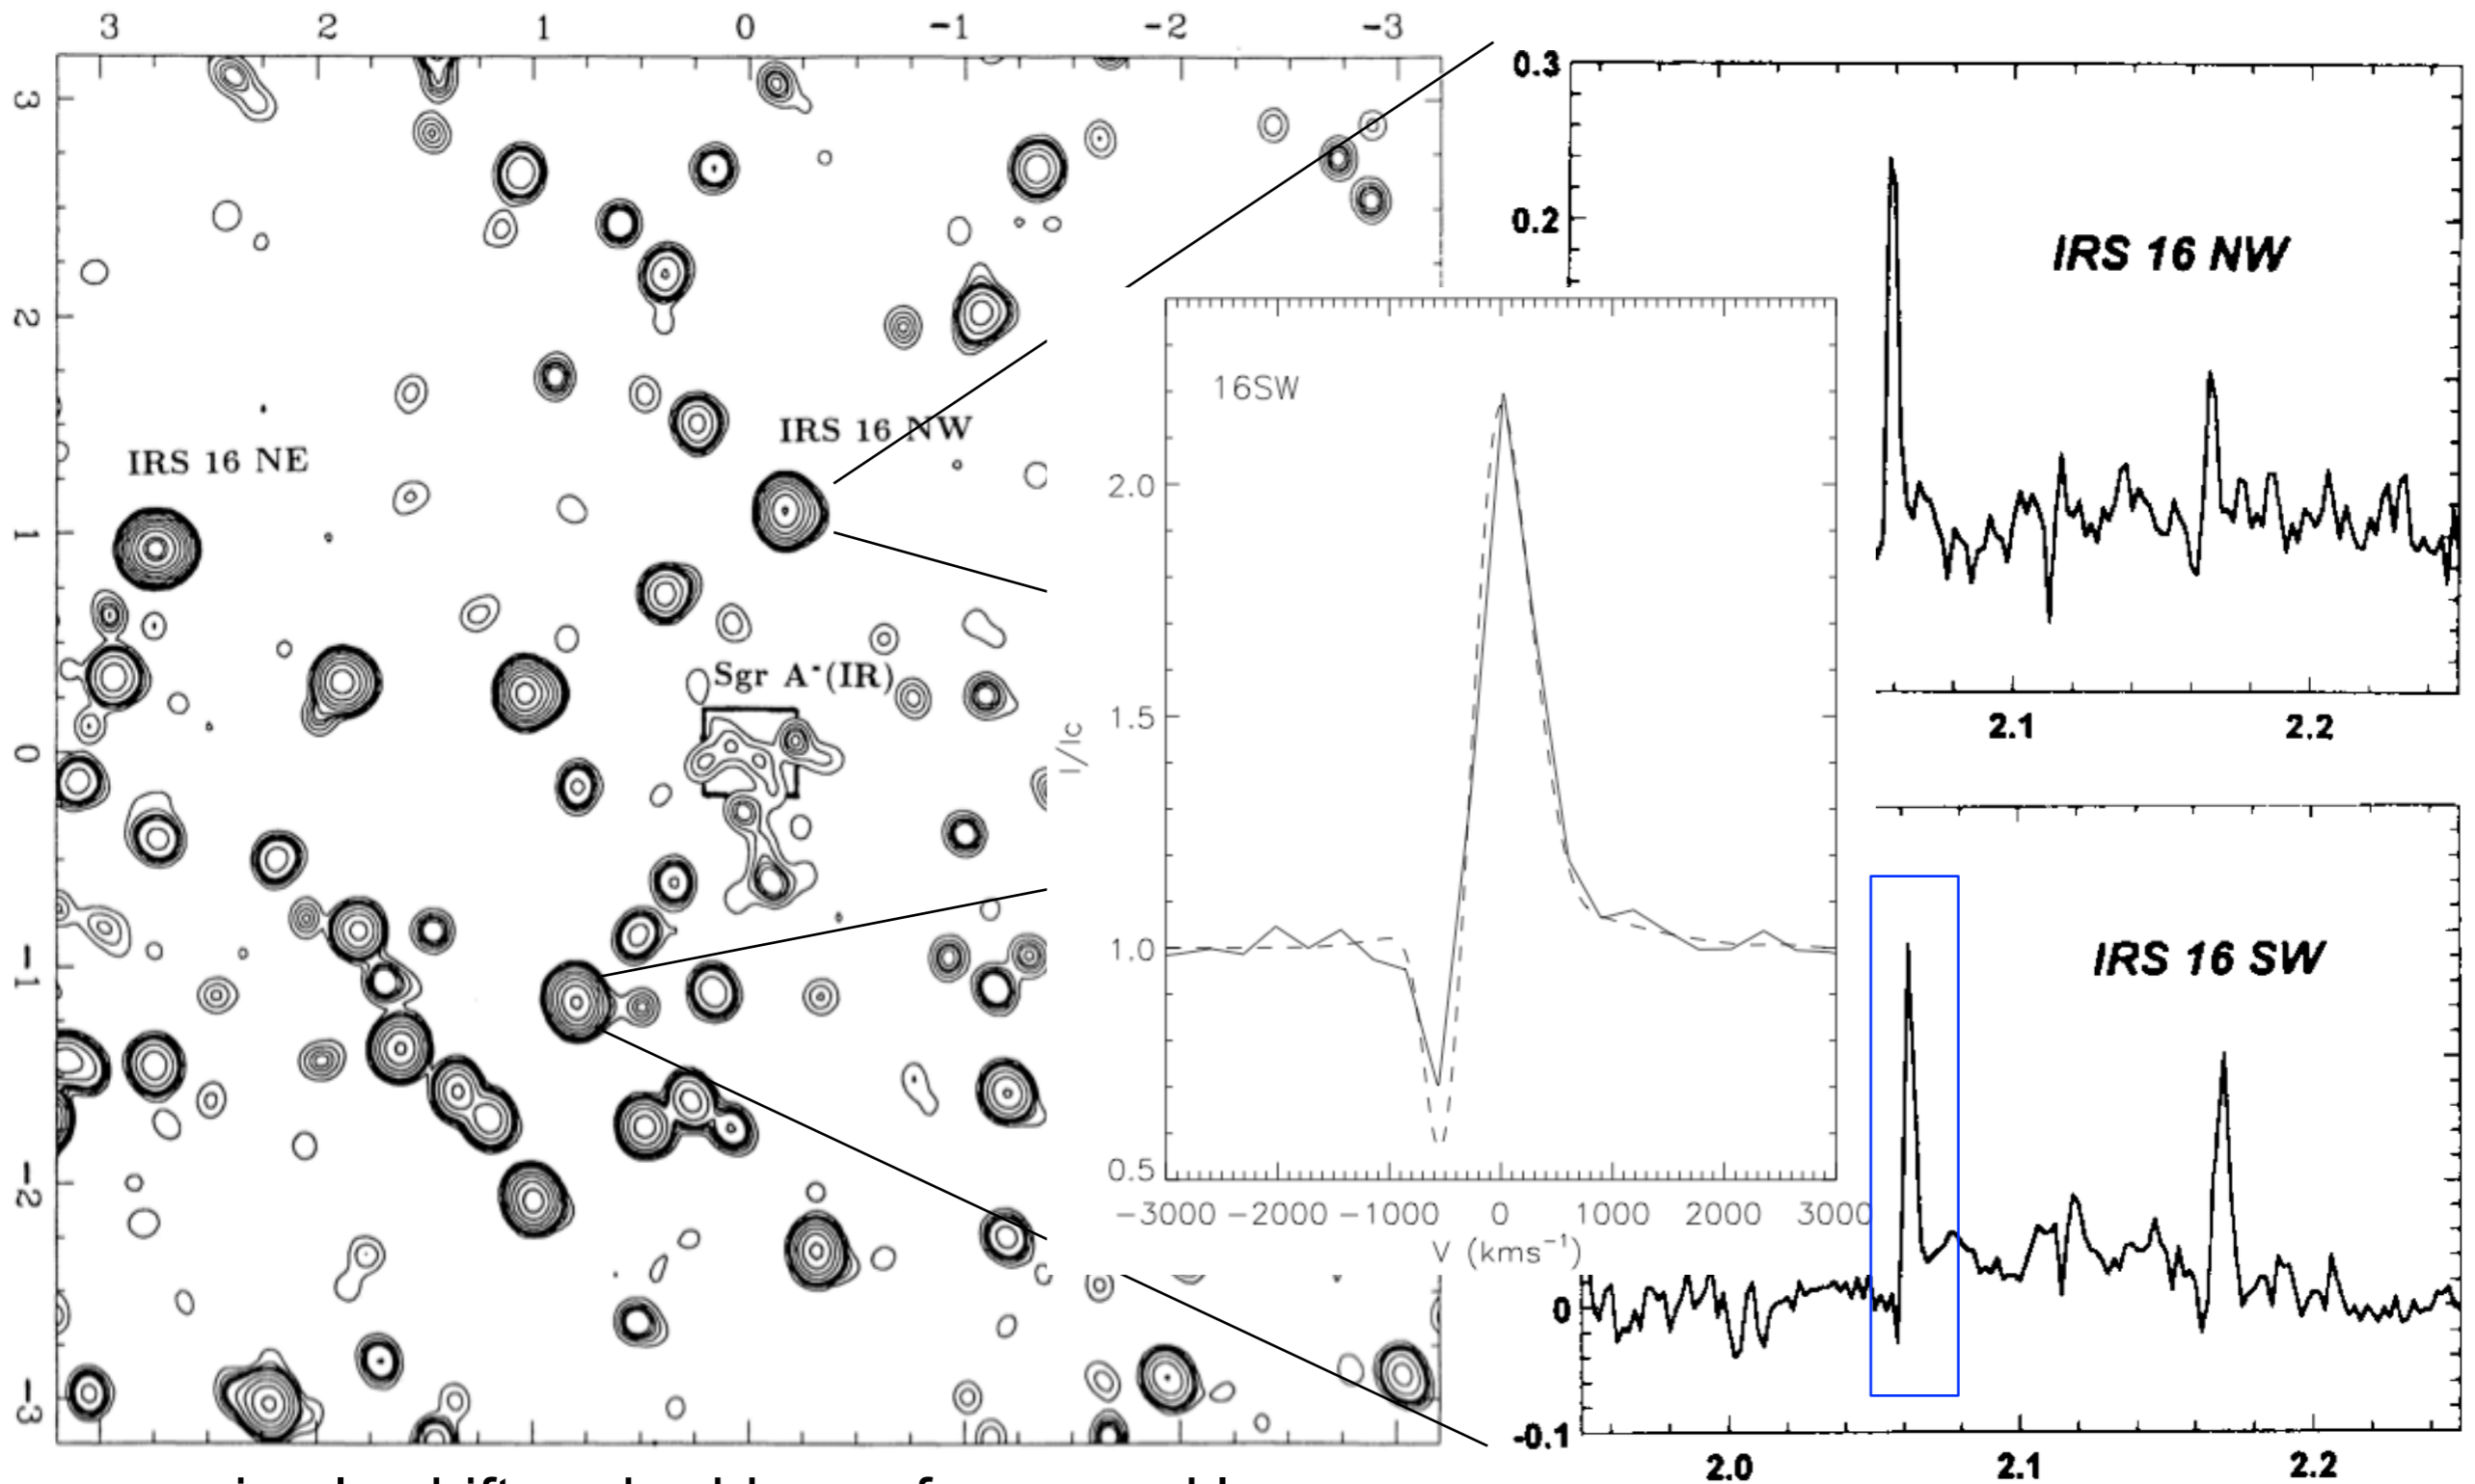 3 2 1 0 -1 -2 -3
3
2
1
0
-1
-2
-3
IRS 16 NE
IRS 16 NW
Sgr A*(IR)
16SW
I/Ic
2.0
1.5
1.0
0.5
-3000 -2000 -1000 0 1000 2000 3000
V (kms⁻¹)
0.3
0.2
IRS 16 NW
2.1 2.2
IRS 16 SW
0
-0.1
2.0 2.1 2.2